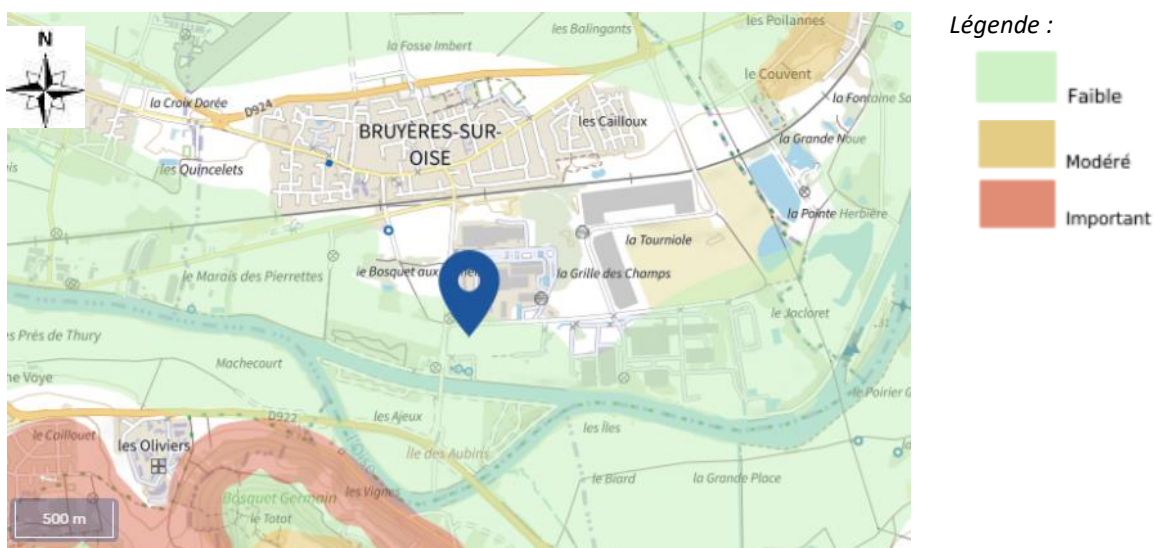 Légende :
N
les Balingants
les Poilannes
la Fosse Imbert
le Couvent
Faible
la Croix Dorée
D924
la Fontaine Sa
BRUYÈRES-SUR-
OISE
les Cailloux
la Grande Noue
Modéré
les Quincelets
la Pointe Herbière
Important
la Tourniole
le Marais des Pierrettes
le Bosquet aux
la Grille des Champs
le Jacloret
31
es Prés de Thury
Machecourt
ne Voye
le Poirier G
D922
les Ajeux
les Îles
le Caillouet
les Oliviers
Île des Aubins
le Biard
la Grande Place
Bosquet Germain
les Vignes
500 m
le Totot